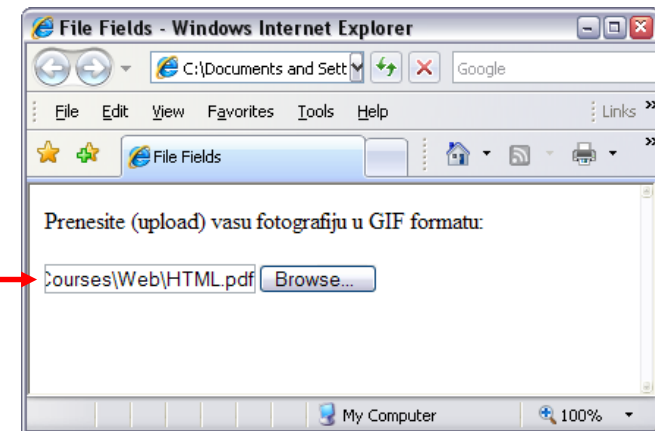 File Fields - Windows Internet Explorer
C:\Documents and Sett
Google
File Edit View Favorites Tools Help
Links »
File Fields
»
Prenesite (upload) vasu fotografiju u GIF formatu:
Courses\Web\HTML.pdf Browse...
My Computer
100%